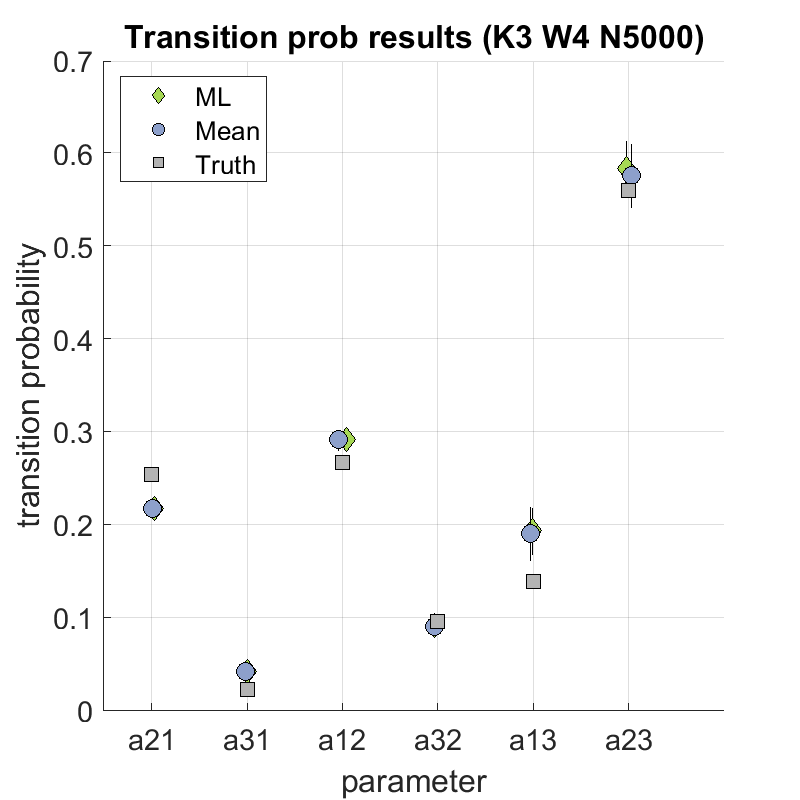 Transition prob results (K3 W4 N5000)
ML
Mean
Truth
transition probability
0.7
0.6
0.5
0.4
0.3
0.2
0.1
0
a21 a31 a12 a32 a13 a23
parameter